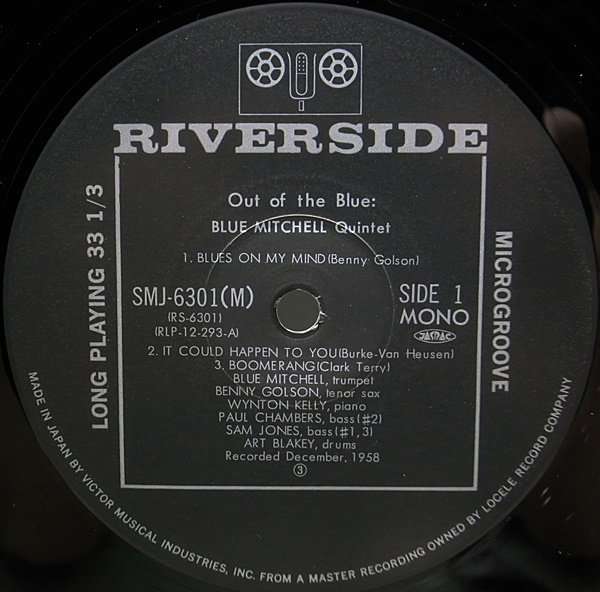 RIVERSIDE
Out of the Blue:
BLUE MITCHELL Quintet
1. BLUES ON MY MIND(Benny Golson)
SMJ-6301(M)
(RS-6301)
(RLP-12-293-A)
SIDE 1
MONO
JASRAC
2. IT COULD HAPPEN TO YOU(Burke-Van Heusen)
3. BOOMERANG(Clark Terry)
BLUE MITCHELL, trumpet
BENNY GOLSON, tenor sax
WYNTON KELLY, piano
PAUL CHAMBERS, bass(#2)
SAM JONES, bass(#1,3)
ART BLAKEY, drums
Recorded December, 1958
③
LONG PLAYING 33 1/3
MICROGROOVE
MADE IN JAPAN BY VICTOR MUSICAL INDUSTRIES, INC. FROM A MASTER RECORDING OWNED BY LOCELE RECORD COMPANY